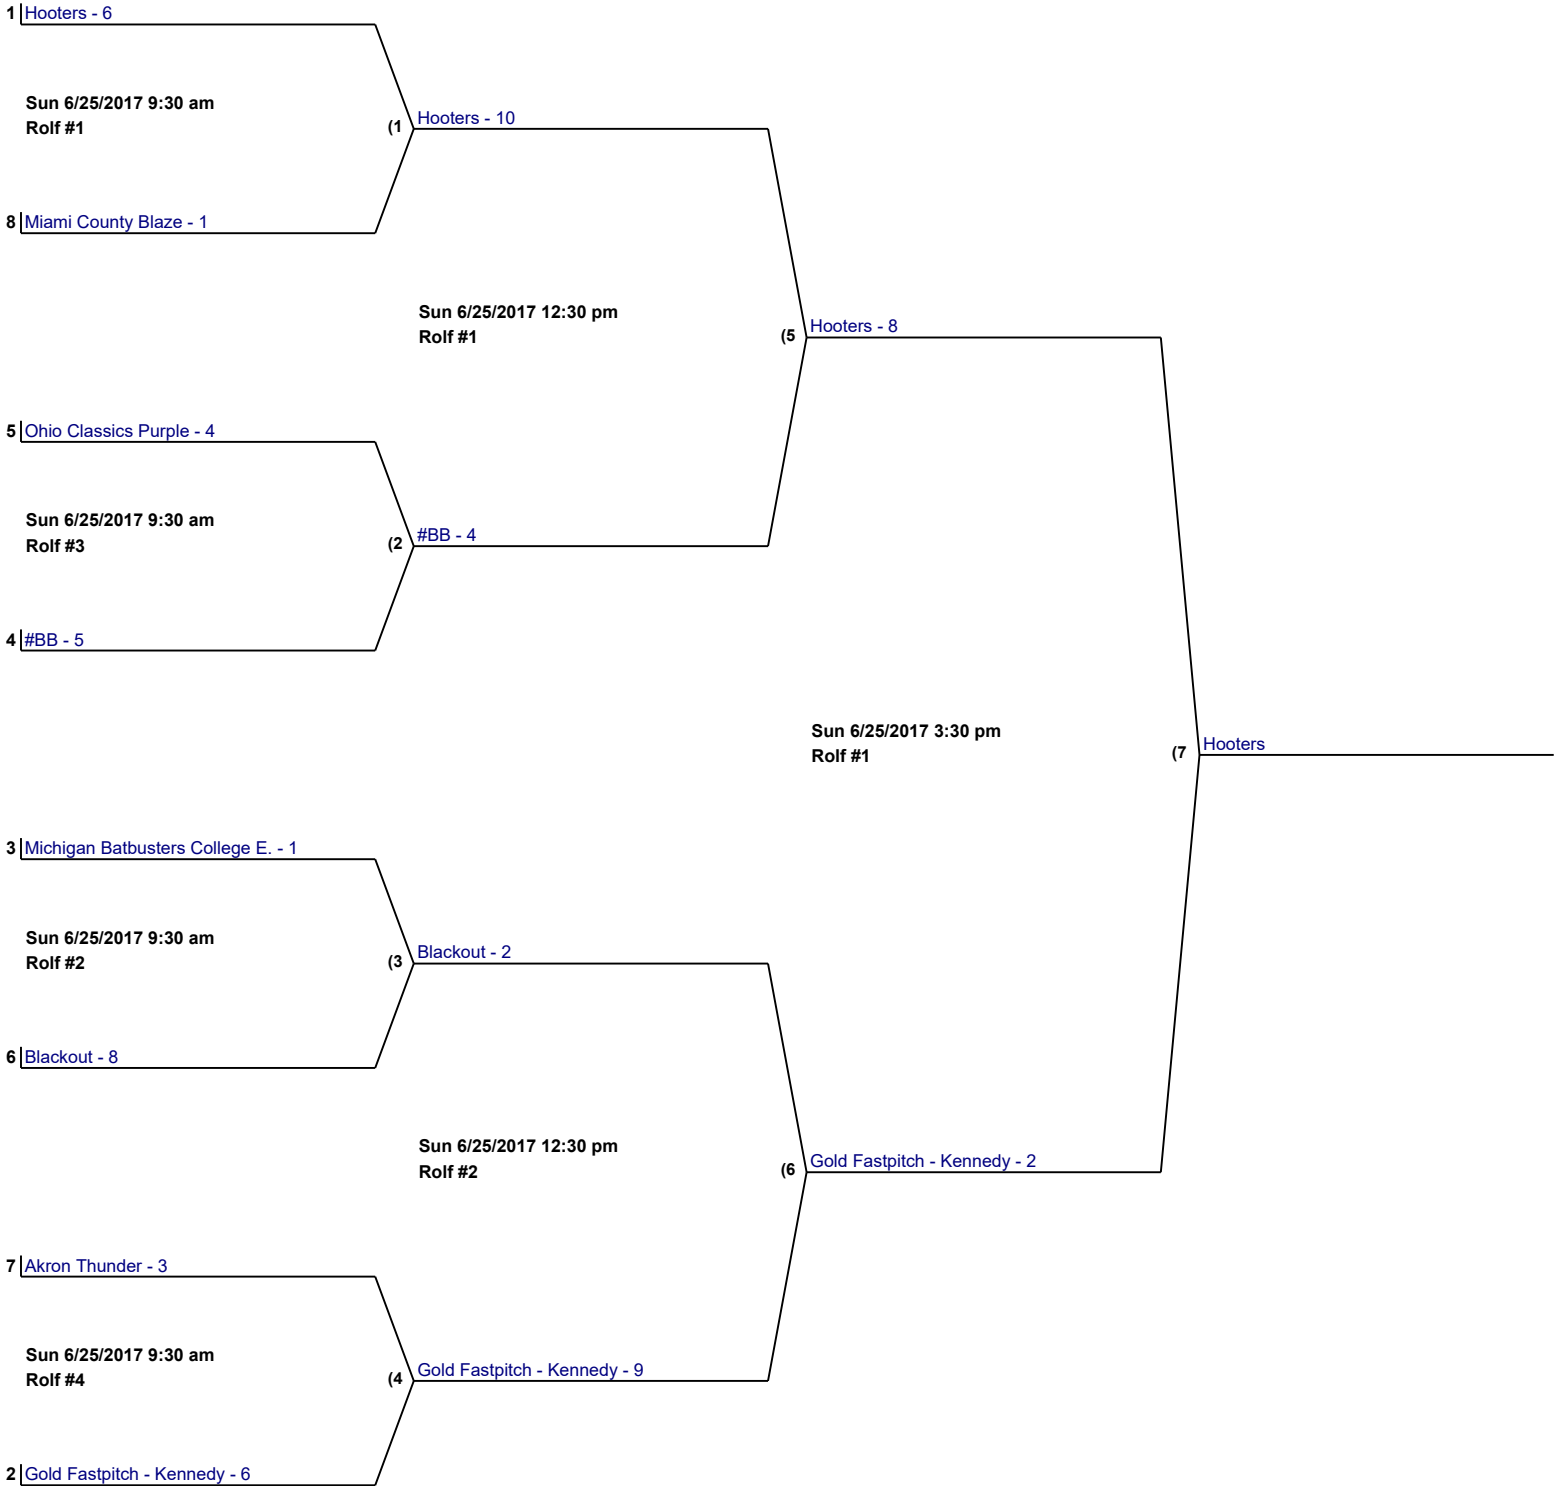 1 Hooters - 6
Sun 6/25/2017 9:30 am
Rolf #1
(1 Hooters - 10
8 Miami County Blaze - 1
Sun 6/25/2017 12:30 pm
Rolf #1
(5 Hooters - 8
5 Ohio Classics Purple - 4
Sun 6/25/2017 9:30 am
Rolf #3
(2 #BB - 4
4 #BB - 5
Sun 6/25/2017 3:30 pm
Rolf #1
(7 Hooters
3 Michigan Batbusters College E. - 1
Sun 6/25/2017 9:30 am
Rolf #2
(3 Blackout - 2
6 Blackout - 8
Sun 6/25/2017 12:30 pm
Rolf #2
(6 Gold Fastpitch - Kennedy - 2
7 Akron Thunder - 3
Sun 6/25/2017 9:30 am
Rolf #4
(4 Gold Fastpitch - Kennedy - 9
2 Gold Fastpitch - Kennedy - 6